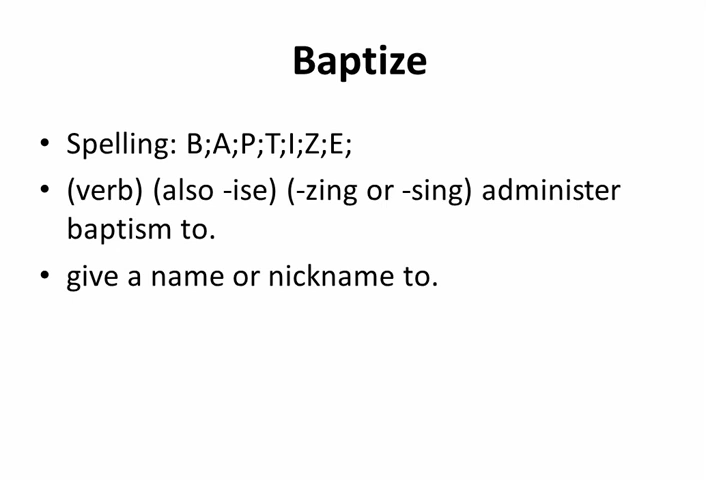 Baptize
• Spelling: B;A;P;T;I;Z;E;
• (verb) (also -ise) (-zing or -sing) administer
baptism to.
• give a name or nickname to.